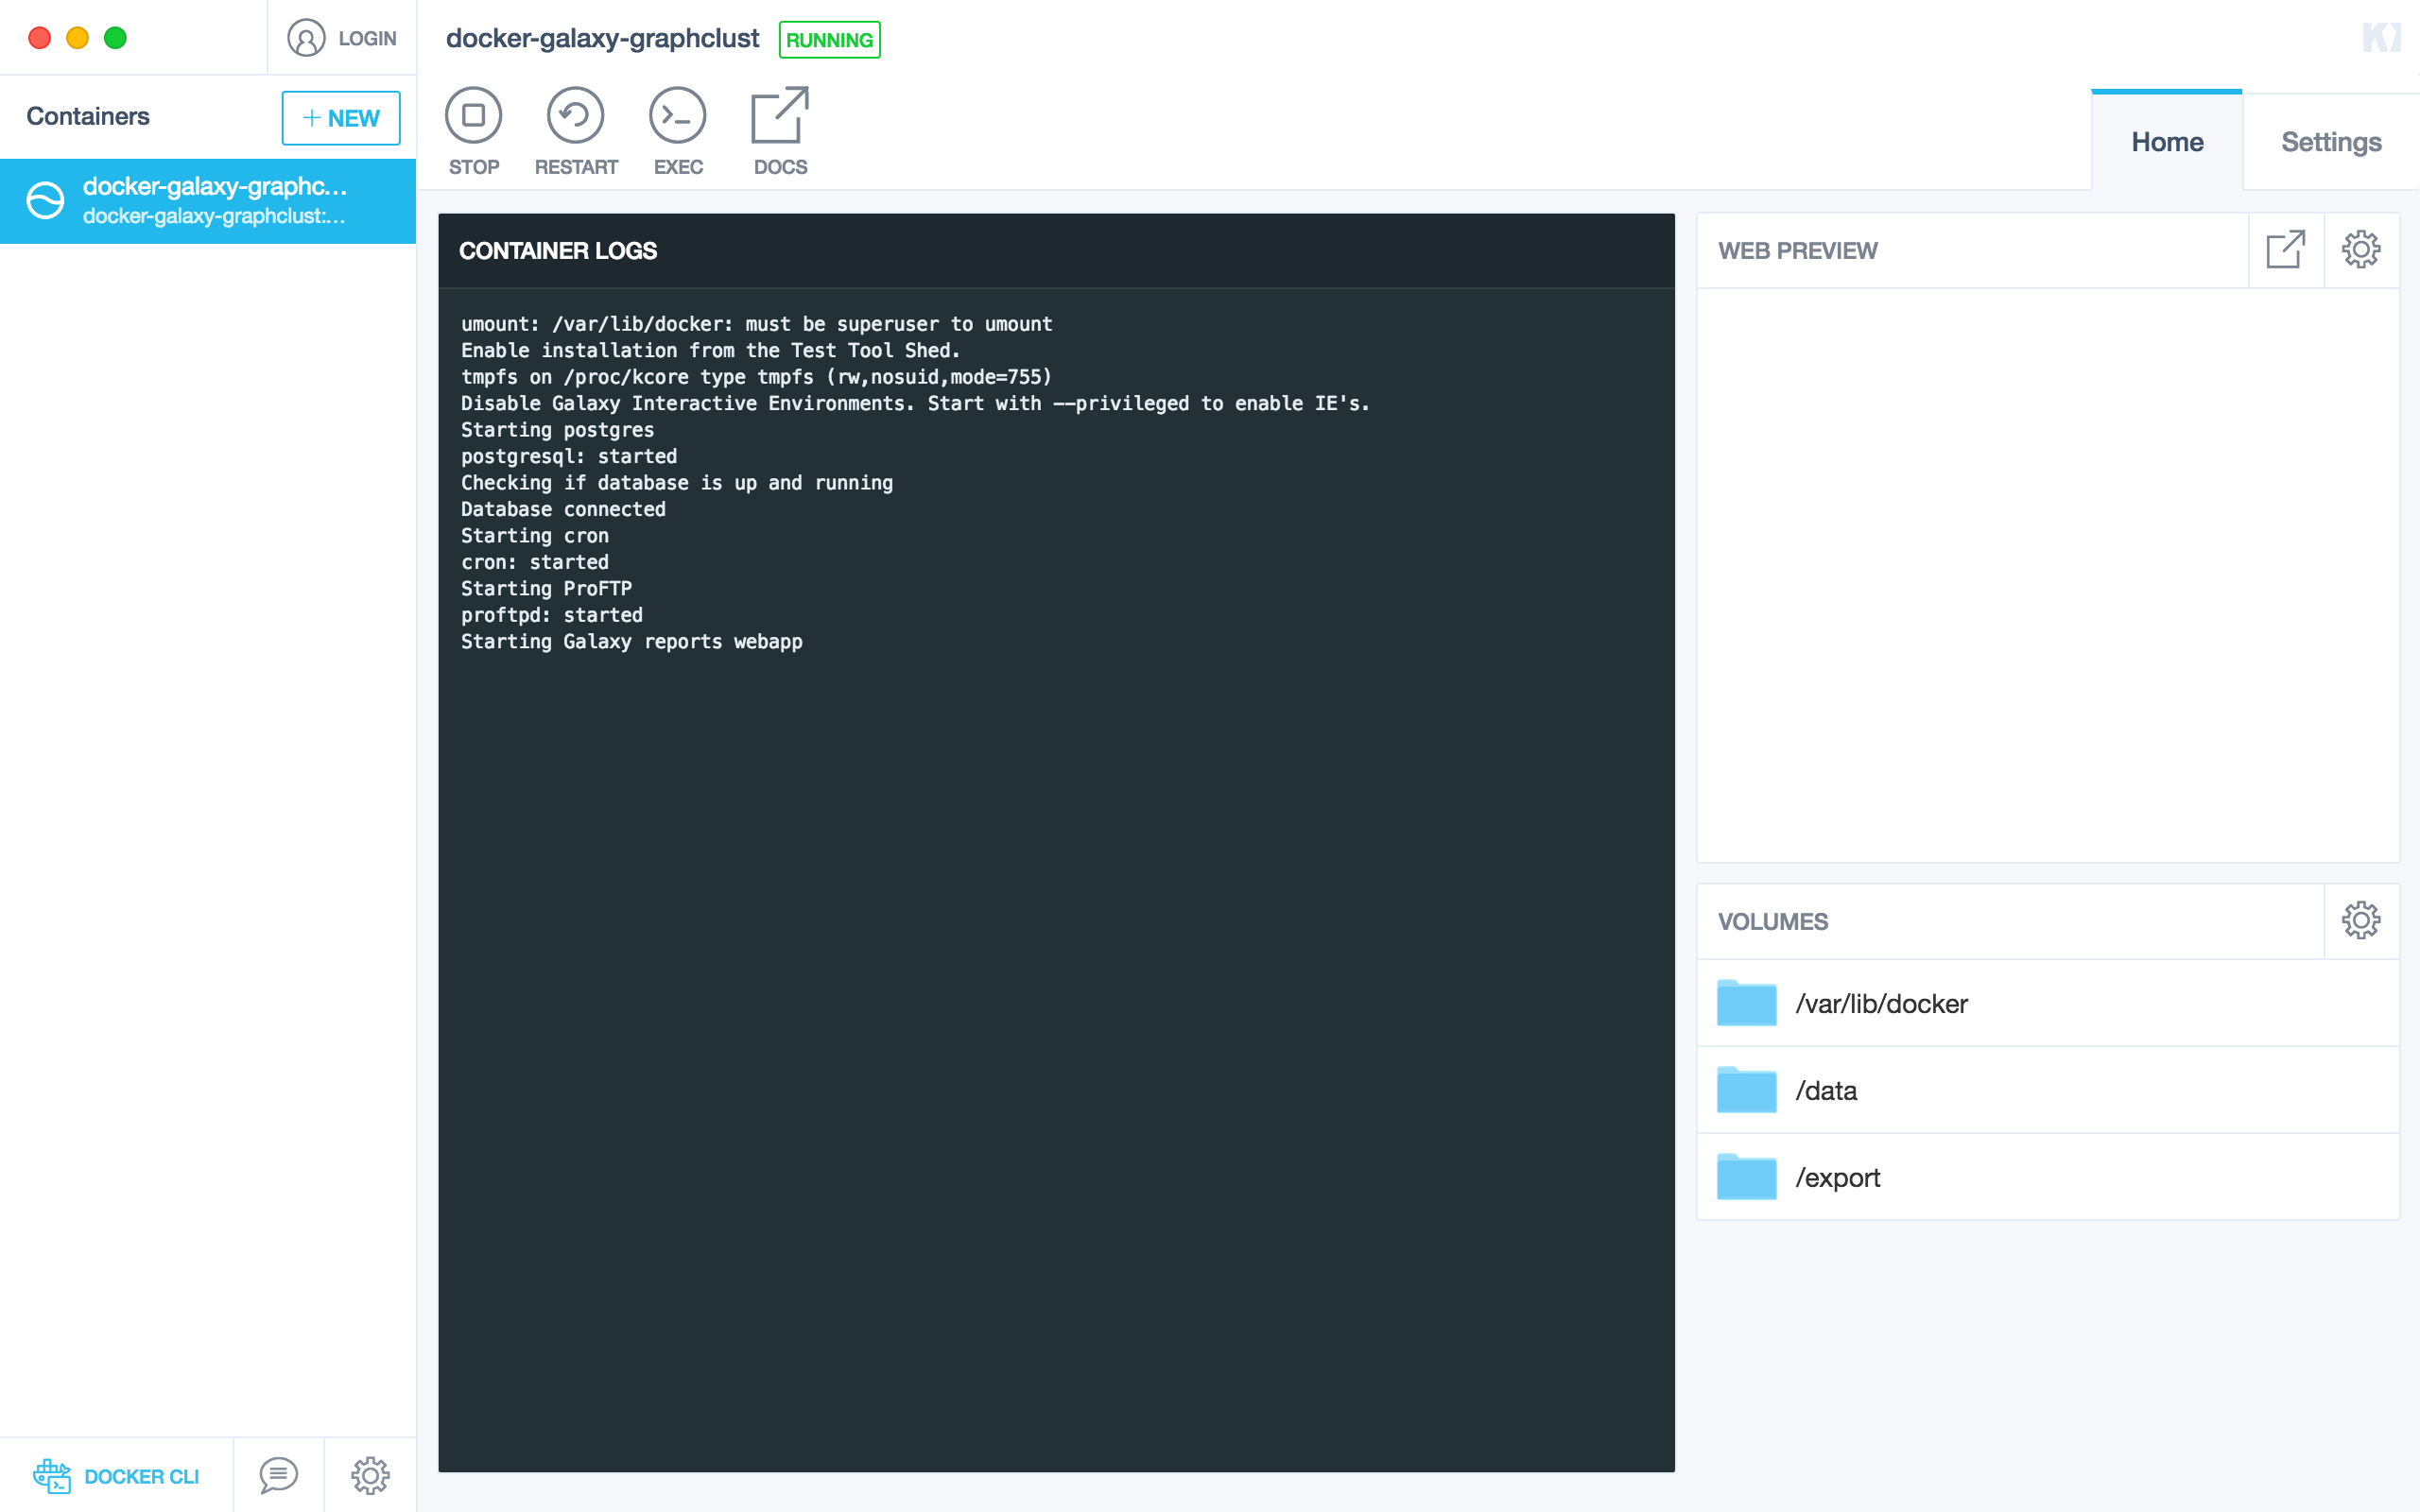 LOGIN
docker-galaxy-graphclust RUNNING
Containers
+ NEW
STOP RESTART EXEC DOCS
Home Settings
docker-galaxy-graphc...
docker-galaxy-graphclust:...
CONTAINER LOGS
umount: /var/lib/docker: must be superuser to umount
Enable installation from the Test Tool Shed.
tmpfs on /proc/kcore type tmpfs (rw,nosuid,mode=755)
Disable Galaxy Interactive Environments. Start with --privileged to enable IE's.
Starting postgres
postgresql: started
Checking if database is up and running
Database connected
Starting cron
cron: started
Starting ProFTP
proftpd: started
Starting Galaxy reports webapp
WEB PREVIEW
VOLUMES
/var/lib/docker
/data
/export
DOCKER CLI